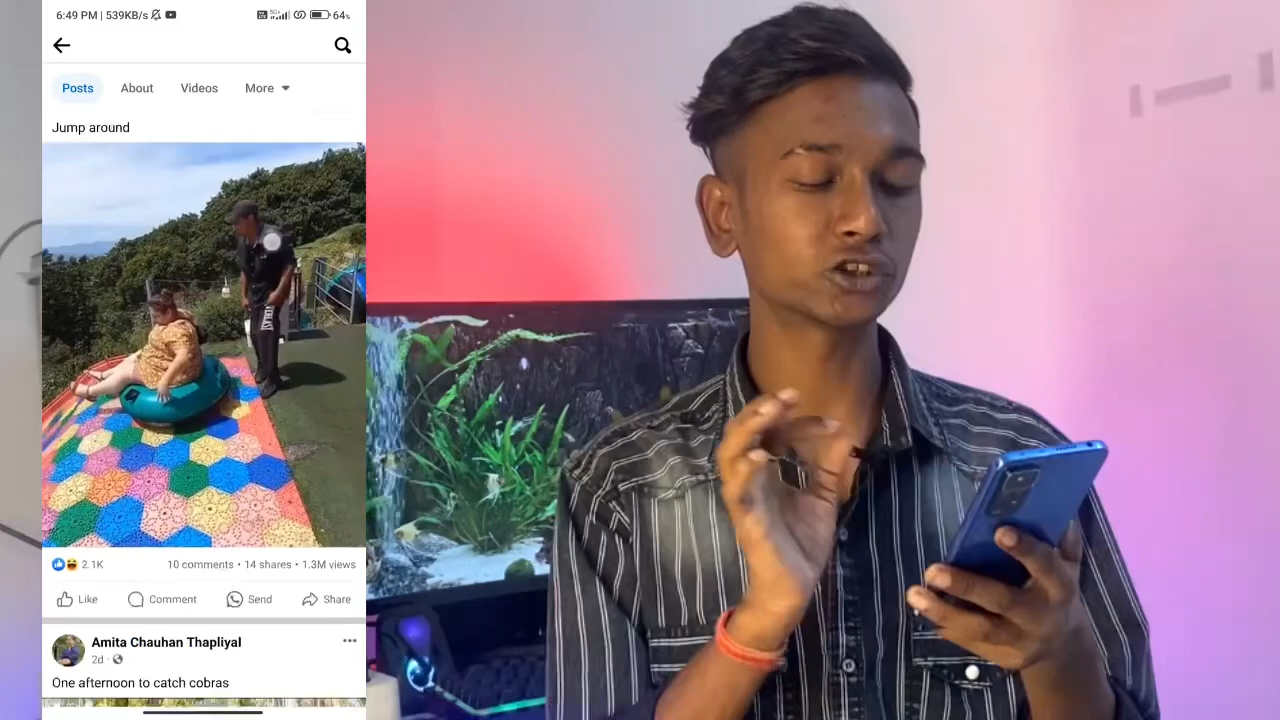 6:49 PM | 539KB/s 64%
Posts About Videos More
Jump around
2.1K 10 comments • 14 shares • 1.3M views
Like Comment Send Share
Amita Chauhan Thapliyal
2d ·
One afternoon to catch cobras